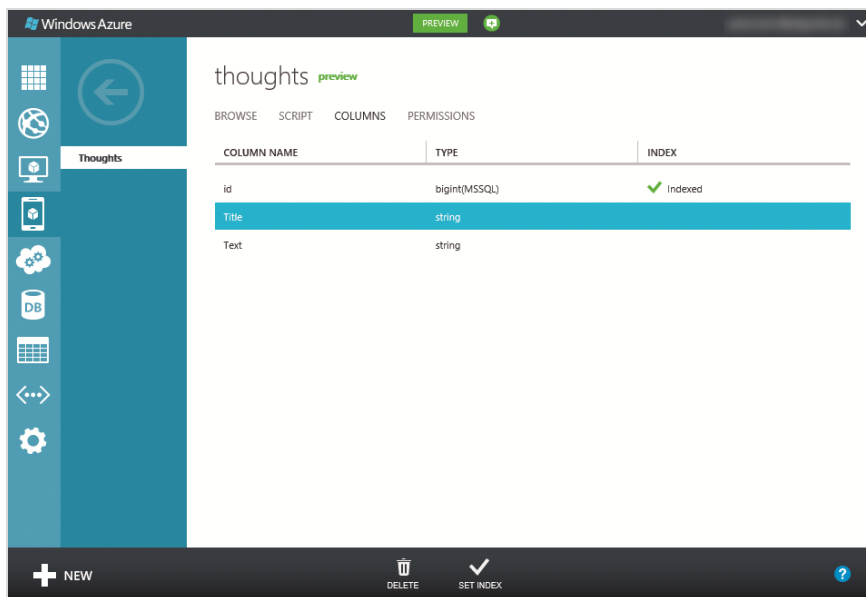 Windows Azure
PREVIEW
thoughts preview
BROWSE SCRIPT COLUMNS PERMISSIONS
Thoughts
COLUMN NAME TYPE INDEX
id bigint(MSSQL) Indexed
Title string
Text string
DB
NEW
DELETE
SET INDEX
?